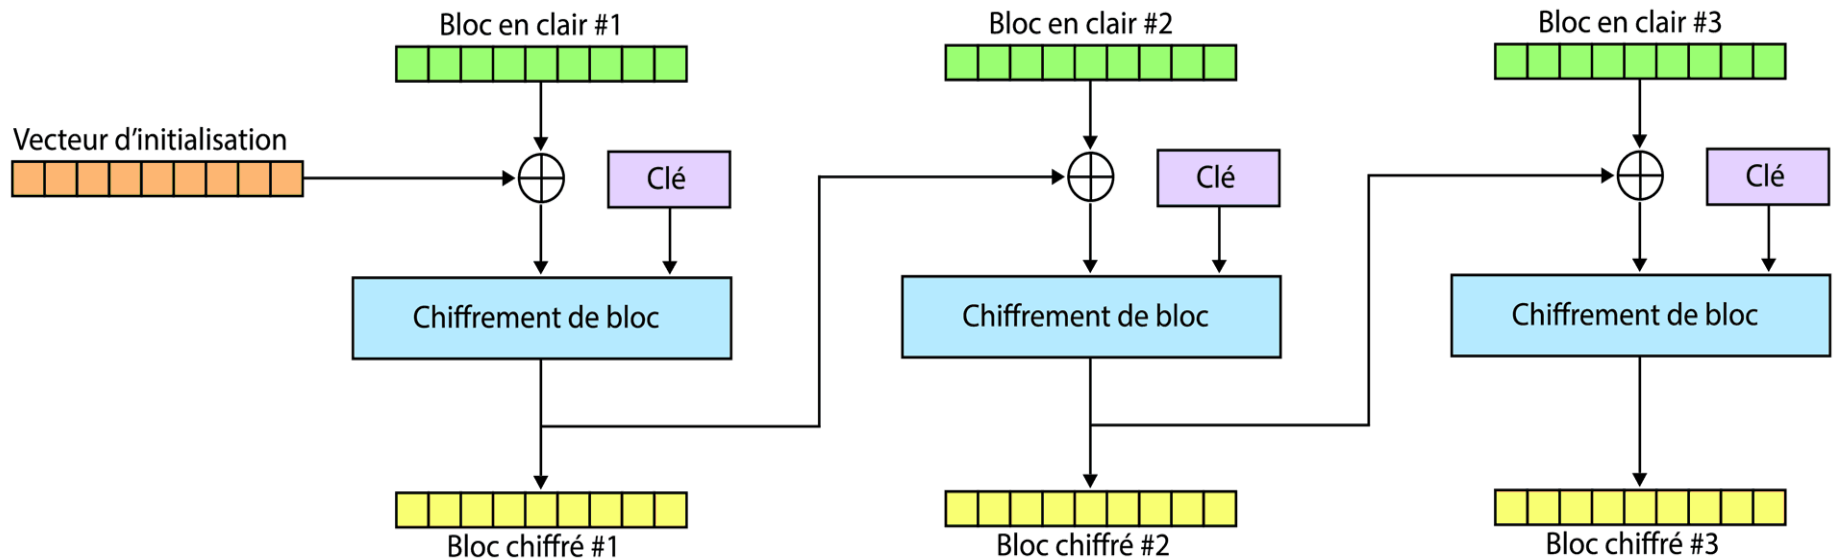 Bloc en clair #1
Bloc en clair #2
Bloc en clair #3
Vecteur d’initialisation
Clé
Clé
Clé
Chiffrement de bloc
Chiffrement de bloc
Chiffrement de bloc
Bloc chiffré #1
Bloc chiffré #2
Bloc chiffré #3